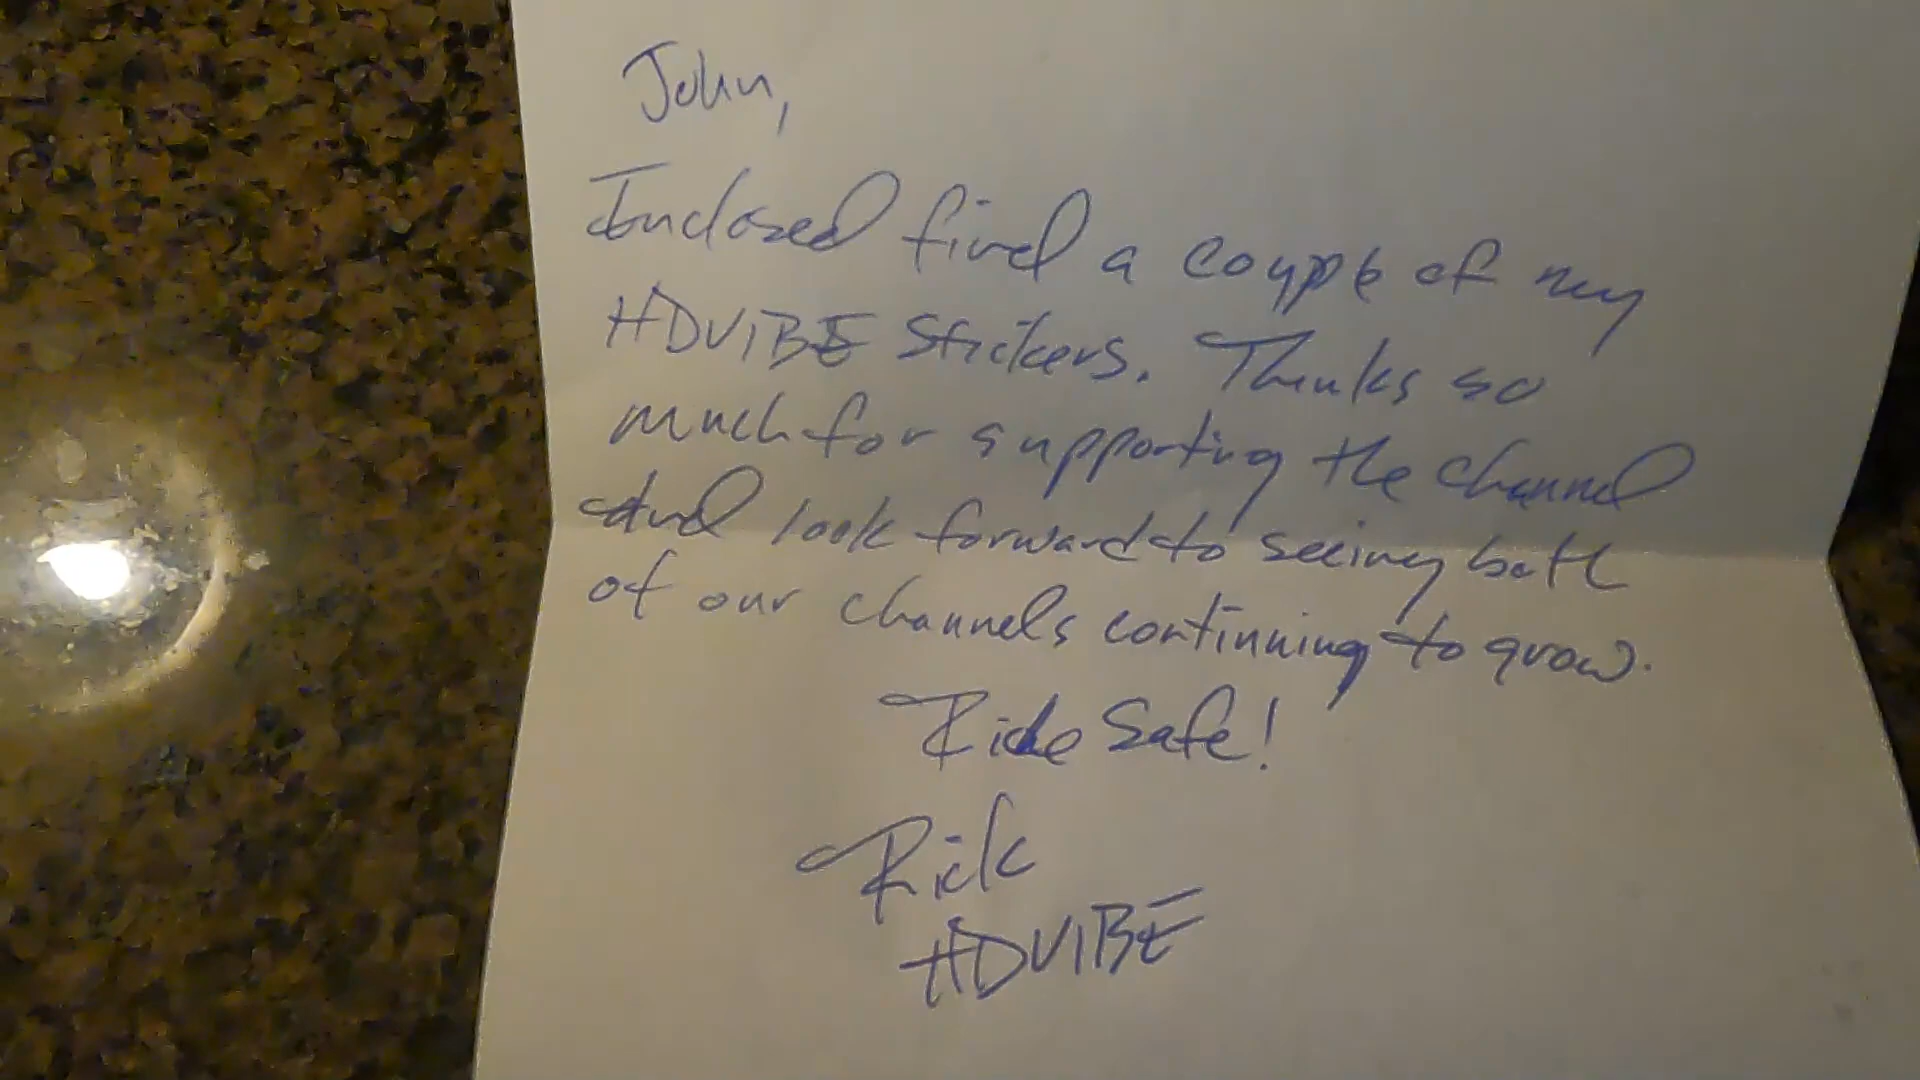 John,
Enclosed find a couple of my
HDVIBE Stickers. Thanks so
much for supporting the channel
and look forward to seeing both
of our channels continuing to grow.
Ride Safe!
Rick
HDVIBE